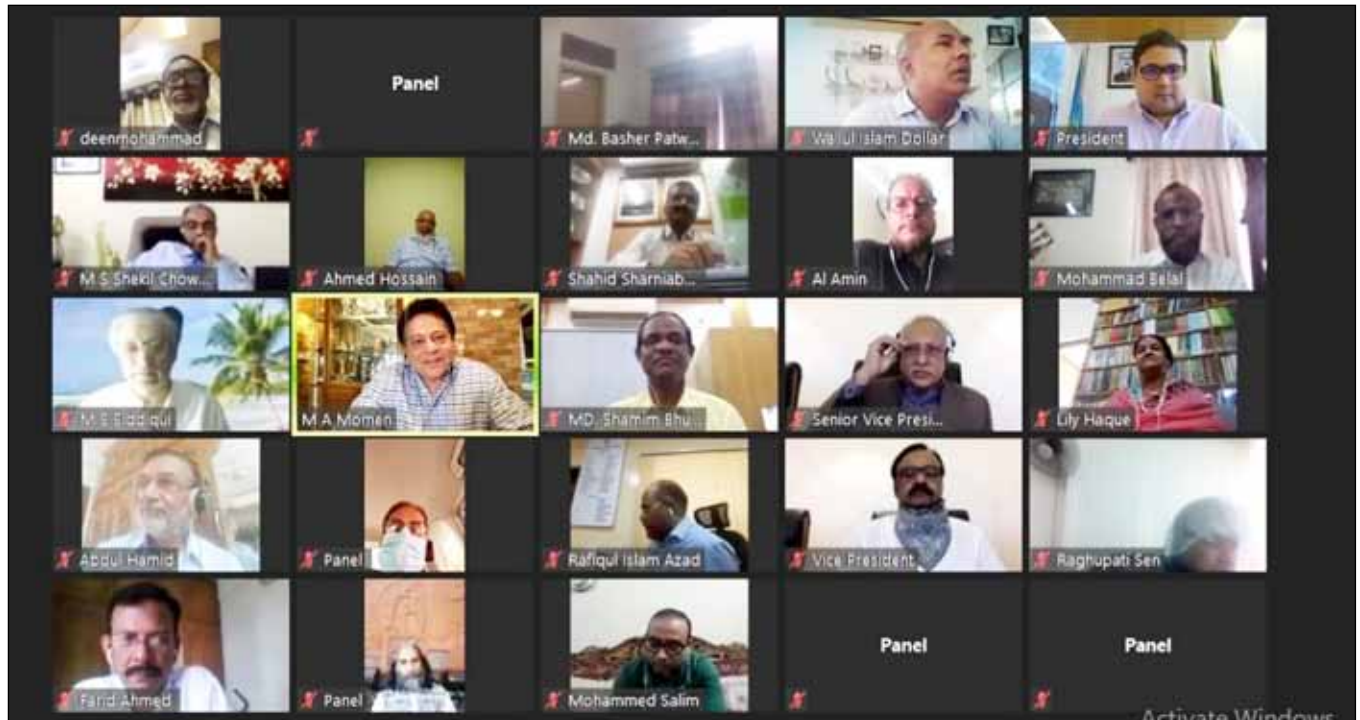 deenmohammad
Panel
Md. Basher Patw...
Waliul Islam Dollar
President
M S Shekil Chow...
Ahmed Hossain
Shahid Sharniab...
Al Amin
Mohammad Belal
M S Siddiqui
M A Momen
MD. Shamim Bhu...
Senior Vice Presi...
Lily Haque
Abdul Hamid
Panel
Rafiqul Islam Azad
Vice President
Raghupati Sen
Farid Ahmed
Panel
Mohammed Salim
Panel
Panel
Activate Windows